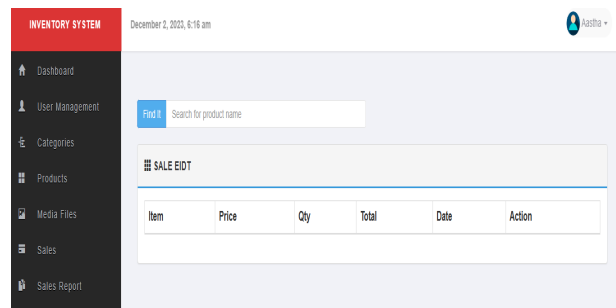 INVENTORY SYSTEM
December 2, 2023, 6:16 am
Aastha
Dashboard
User Management
Categories
Products
Media Files
Sales
Sales Report
Find It
Search for product name
SALE EIDT
Item Price Qty Total Date Action